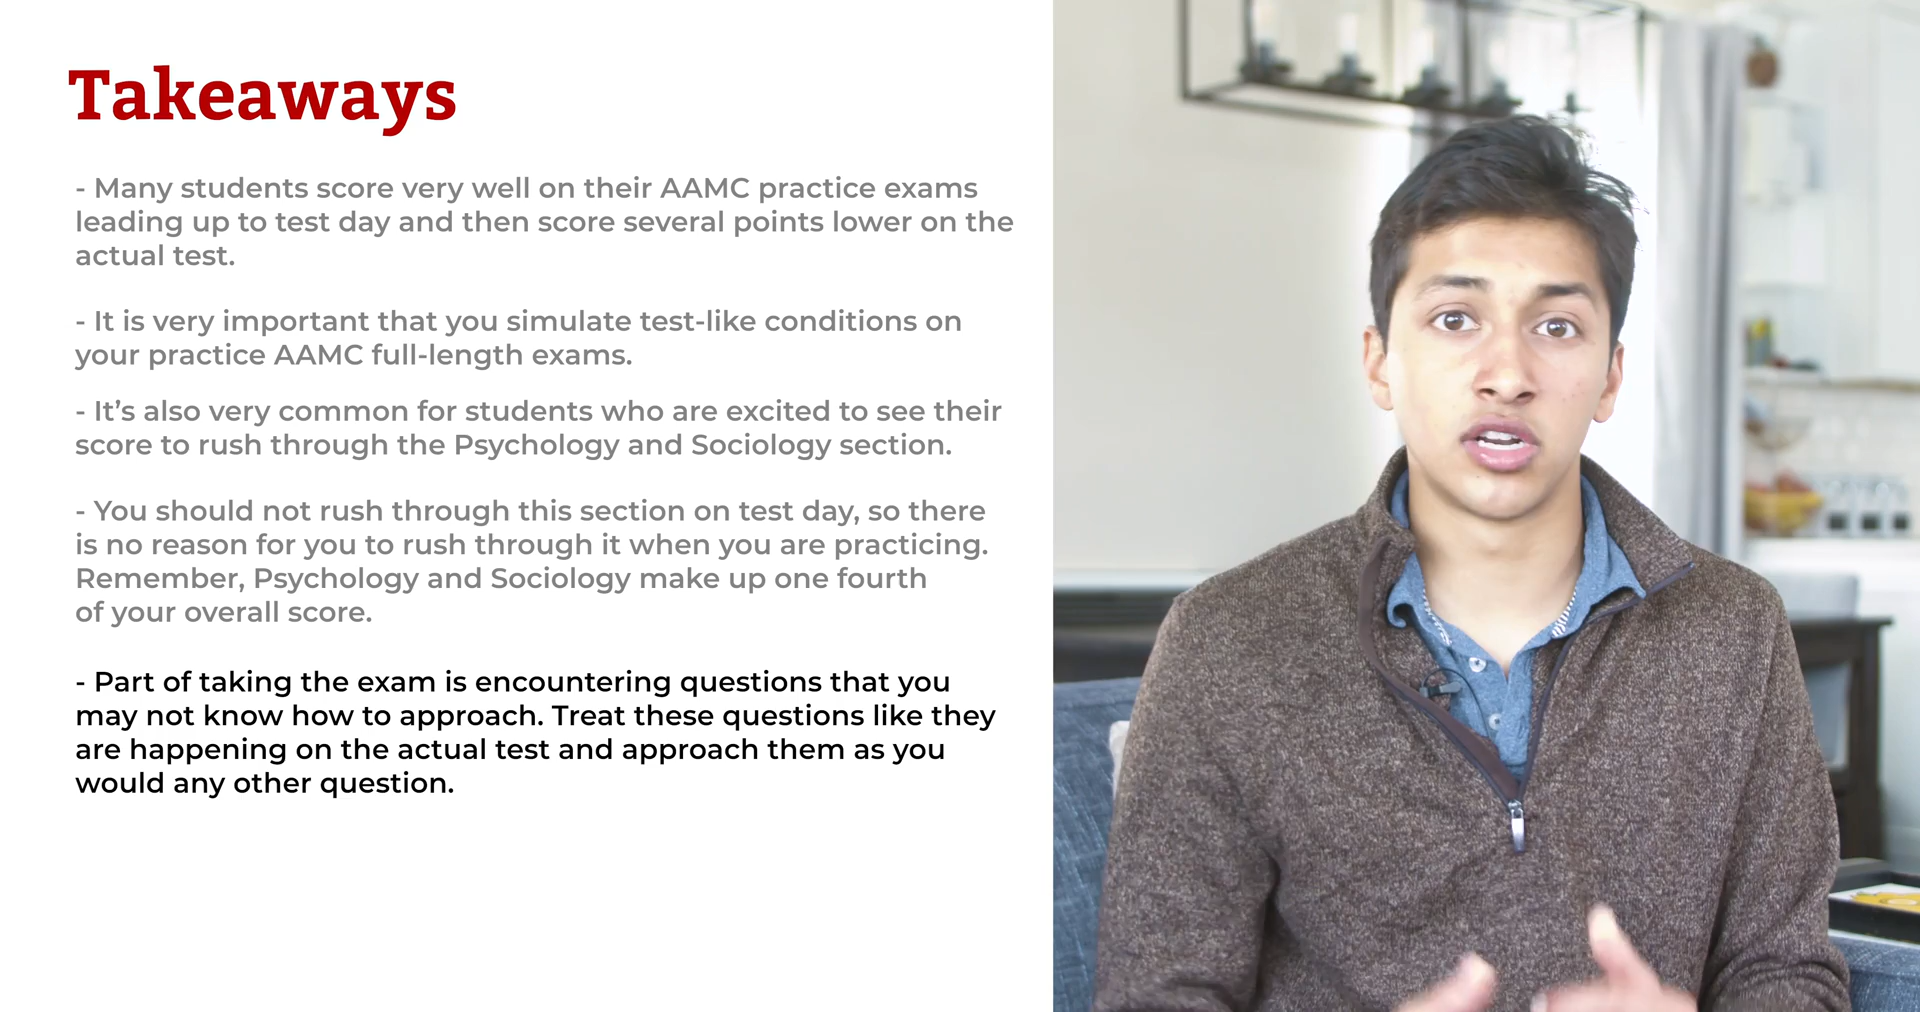 Takeaways
- Many students score very well on their AAMC practice exams
leading up to test day and then score several points lower on the
actual test.
- It is very important that you simulate test-like conditions on
your practice AAMC full-length exams.
- It’s also very common for students who are excited to see their
score to rush through the Psychology and Sociology section.
- You should not rush through this section on test day, so there
is no reason for you to rush through it when you are practicing.
Remember, Psychology and Sociology make up one fourth
of your overall score.
- Part of taking the exam is encountering questions that you
may not know how to approach. Treat these questions like they
are happening on the actual test and approach them as you
would any other question.